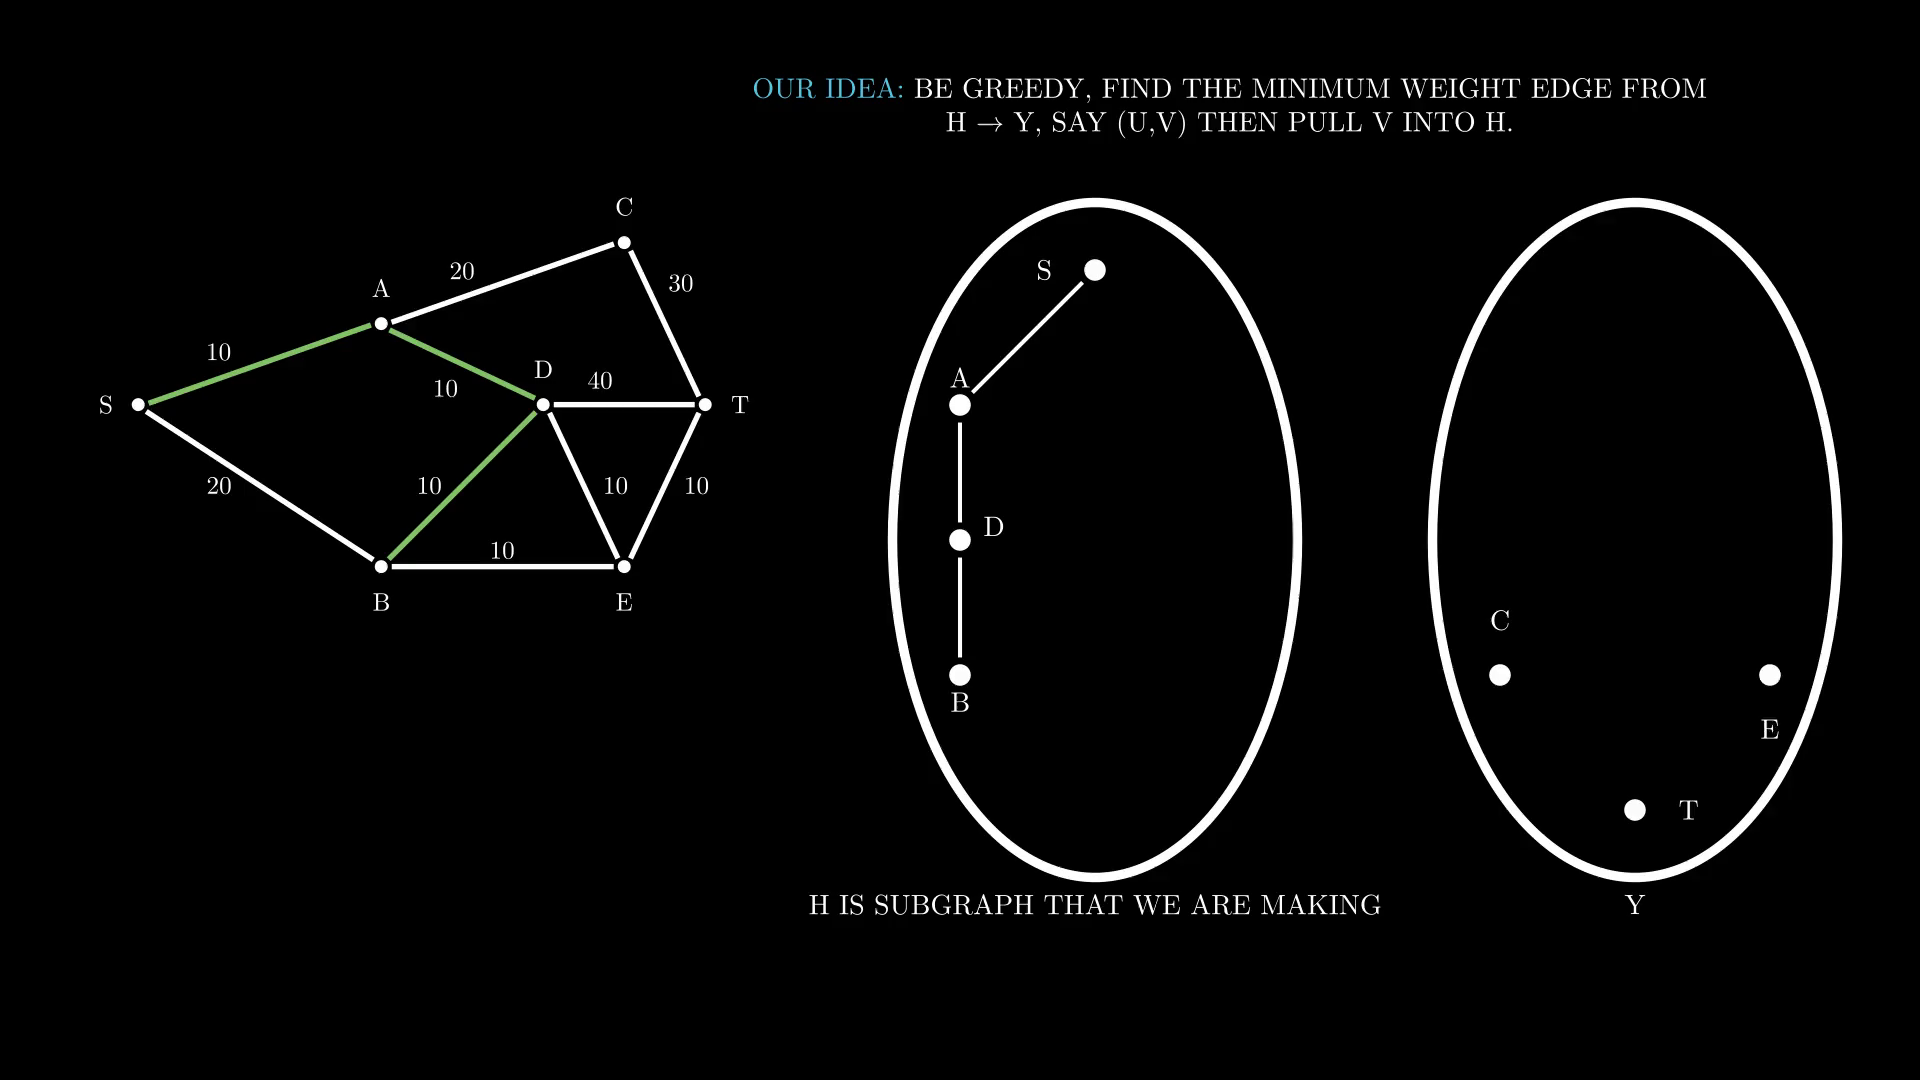 OUR IDEA: BE GREEDY, FIND THE MINIMUM WEIGHT EDGE FROM
H → Y, SAY (U,V) THEN PULL V INTO H.
C
20
30
A
10
D
10
40
S
T
20
10
10
10
10
B
E
S
A
D
B
C
E
T
H IS SUBGRAPH THAT WE ARE MAKING
Y